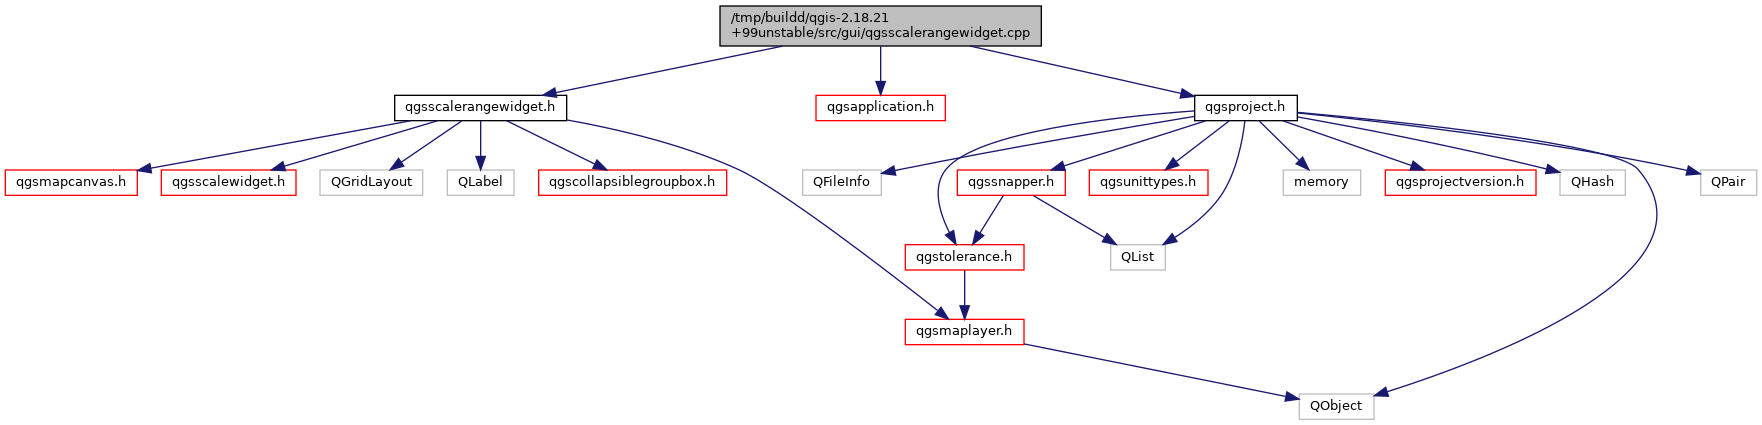 /tmp/buildd/qgis-2.18.21
+99unstable/src/gui/qgsscalerangewidget.cpp
qgsscalerangewidget.h
qgsapplication.h
qgsproject.h
qgsmapcanvas.h
qgsscalewidget.h
QGridLayout
QLabel
qgscollapsiblegroupbox.h
QFileInfo
qgssnapper.h
qgsunittypes.h
memory
qgsprojectversion.h
QHash
QPair
qgstolerance.h
QList
qgsmaplayer.h
QObject